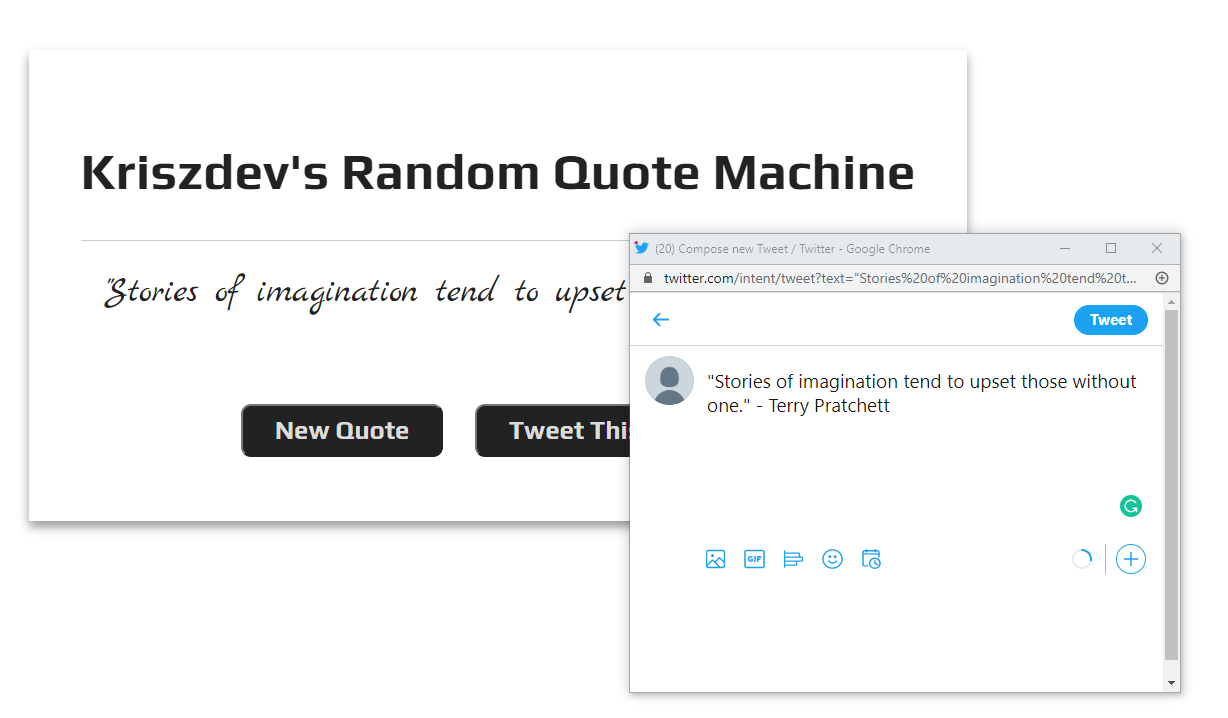 Kriszdev's Random Quote Machine
"Stories of imagination tend to upset
New Quote
Tweet This
(20) Compose new Tweet / Twitter - Google Chrome
twitter.com/intent/tweet?text="Stories%20of%20imagination%20tend%20t...
Tweet
"Stories of imagination tend to upset those without
one." - Terry Pratchett
GIF